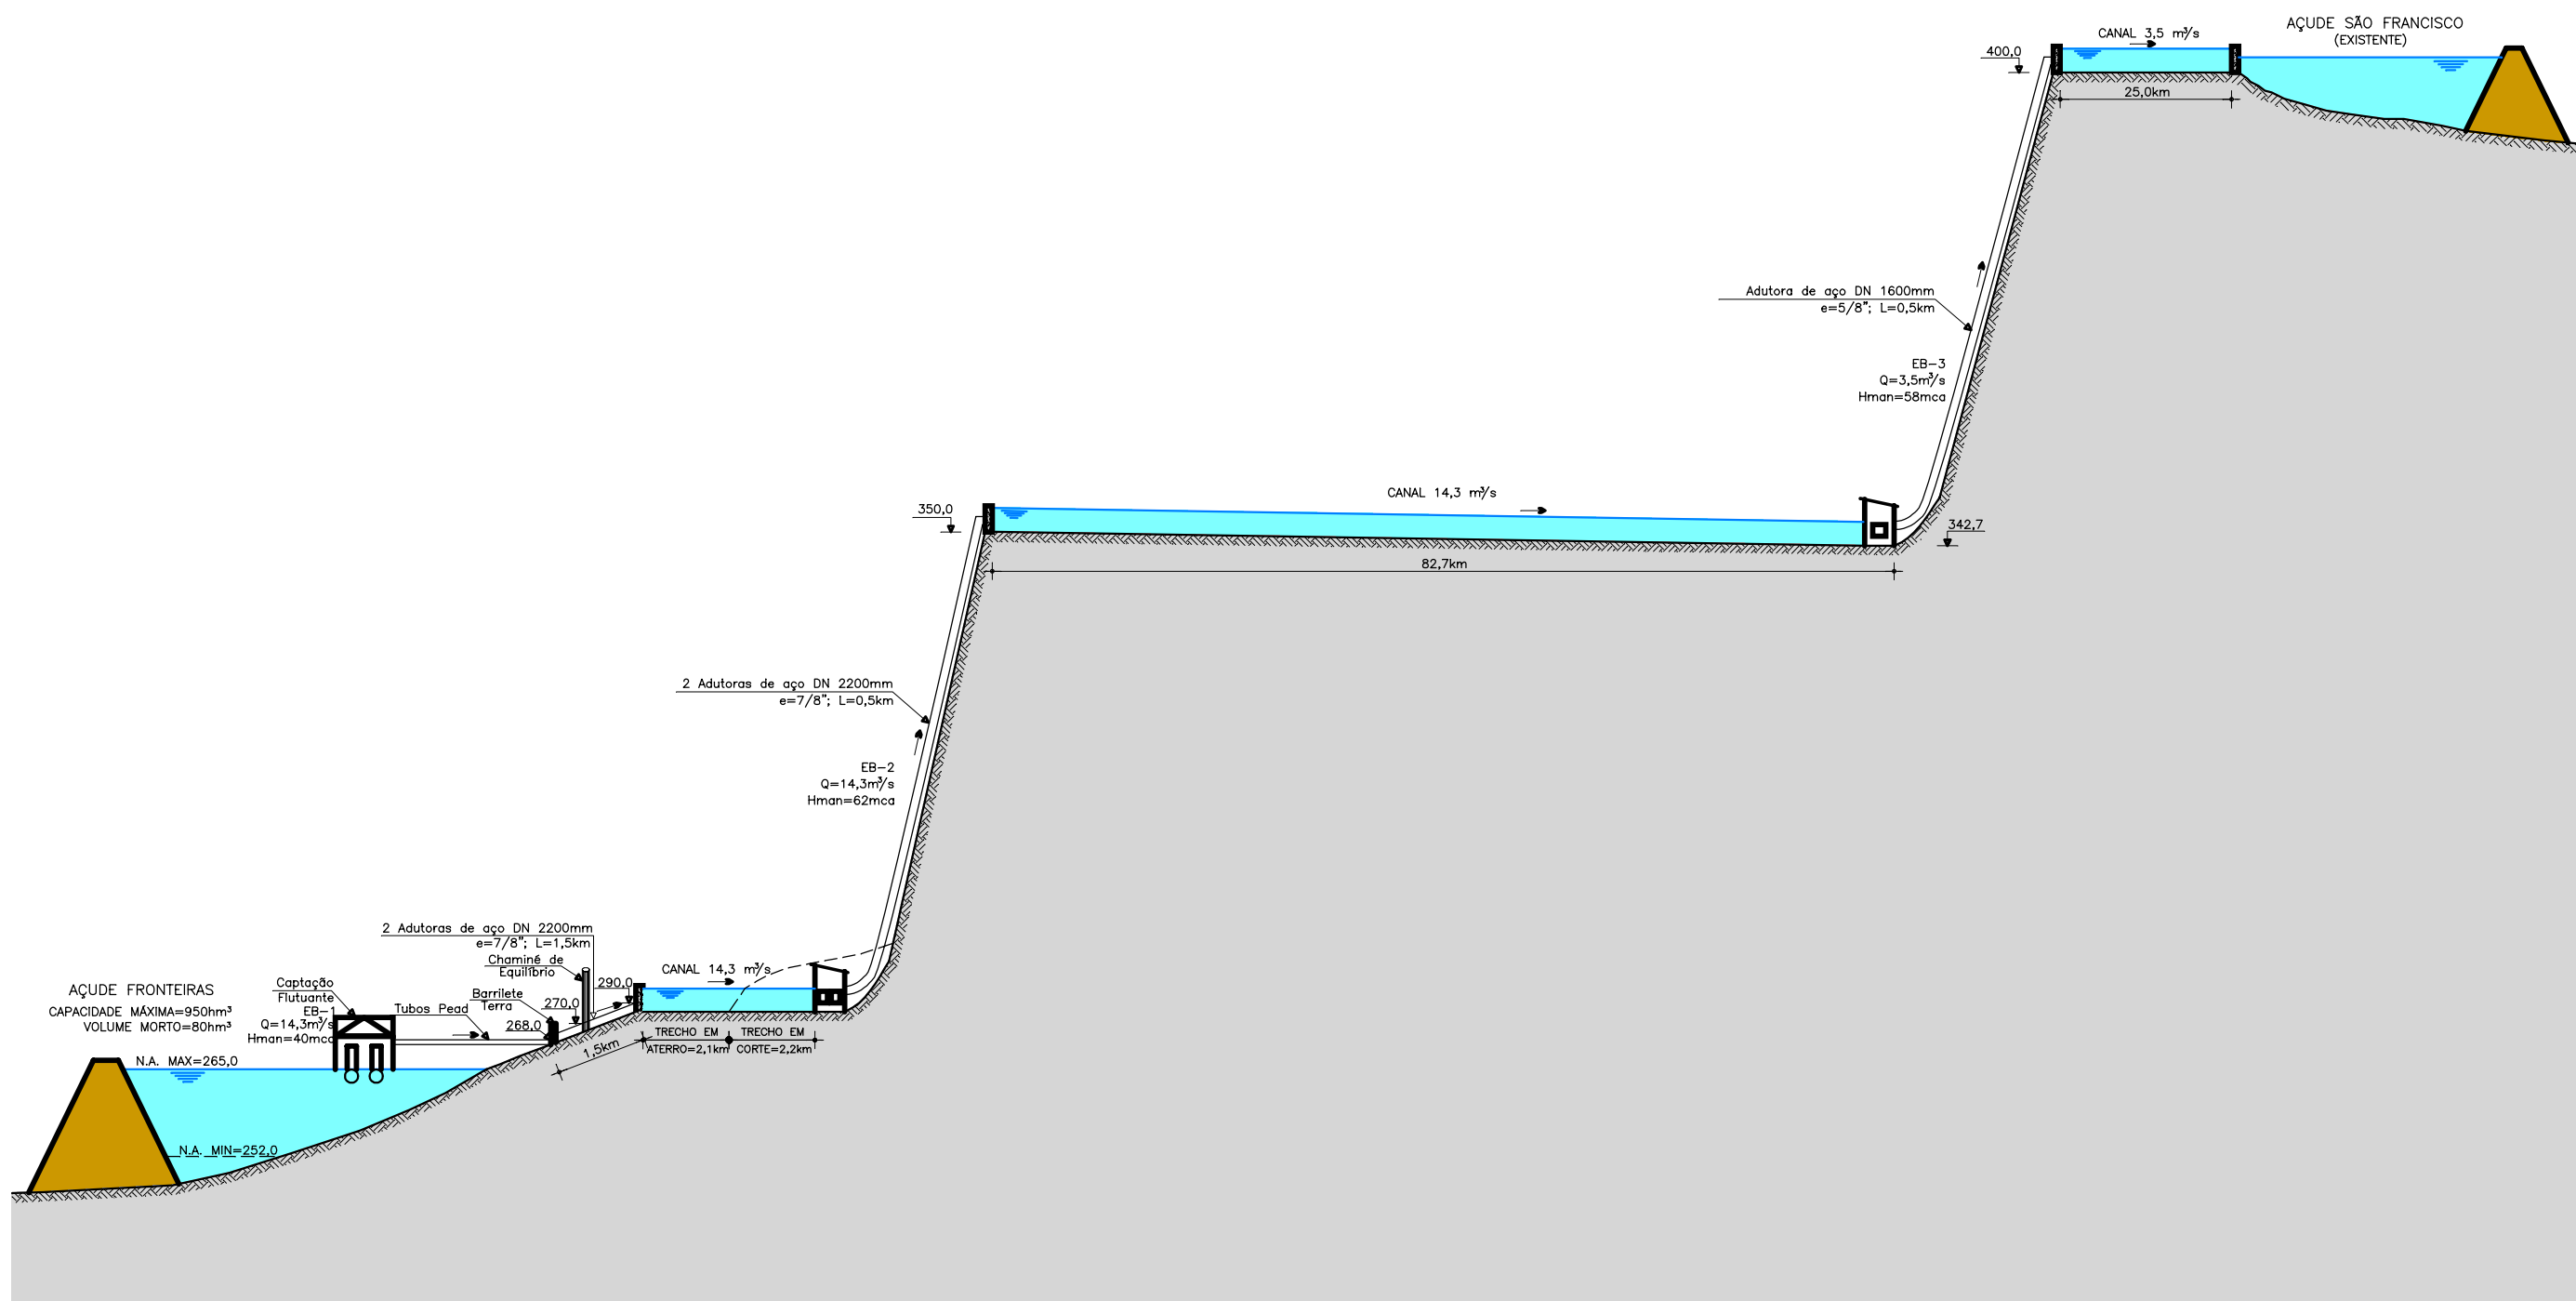 AÇUDE SÃO FRANCISCO
(EXISTENTE)
CANAL 3,5 m³/s
400,0
25,0km
Adutora de aço DN 1600mm
e=5/8"; L=0,5km
EB-3
Q=3,5m³/s
Hman=58mca
CANAL 14,3 m³/s
350,0
342,7
82,7km
2 Adutoras de aço DN 2200mm
e=7/8"; L=0,5km
EB-2
Q=14,3m³/s
Hman=62mca
2 Adutoras de aço DN 2200mm
e=7/8"; L=1,5km
Chaminé de
Equilíbrio
CANAL 14,3 m³/s
290,0
Barrilete
Terra
270,0
268,0
Captação
Flutuante
EB-1
Q=14,3m³/s
Hman=40mca
Tubos Pead
AÇUDE FRONTEIRAS
CAPACIDADE MÁXIMA=950hm³
VOLUME MORTO=80hm³
TRECHO EM
ATERRO=2,1km
TRECHO EM
CORTE=2,2km
1,5km
N.A. MAX=265,0
N.A. MIN=252,0